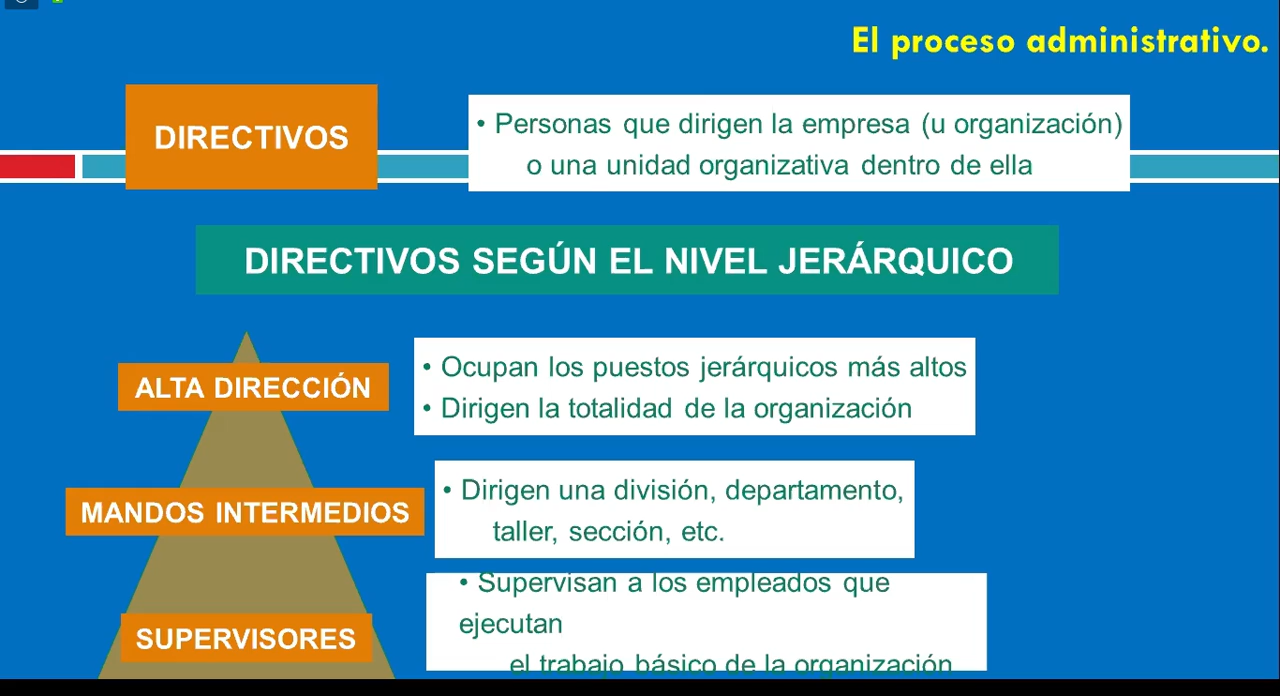 El proceso administrativo.
DIRECTIVOS
• Personas que dirigen la empresa (u organización)
o una unidad organizativa dentro de ella
DIRECTIVOS SEGÚN EL NIVEL JERÁRQUICO
ALTA DIRECCIÓN
• Ocupan los puestos jerárquicos más altos
• Dirigen la totalidad de la organización
MANDOS INTERMEDIOS
• Dirigen una división, departamento,
taller, sección, etc.
SUPERVISORES
• Supervisan a los empleados que
ejecutan
el trabajo básico de la organización